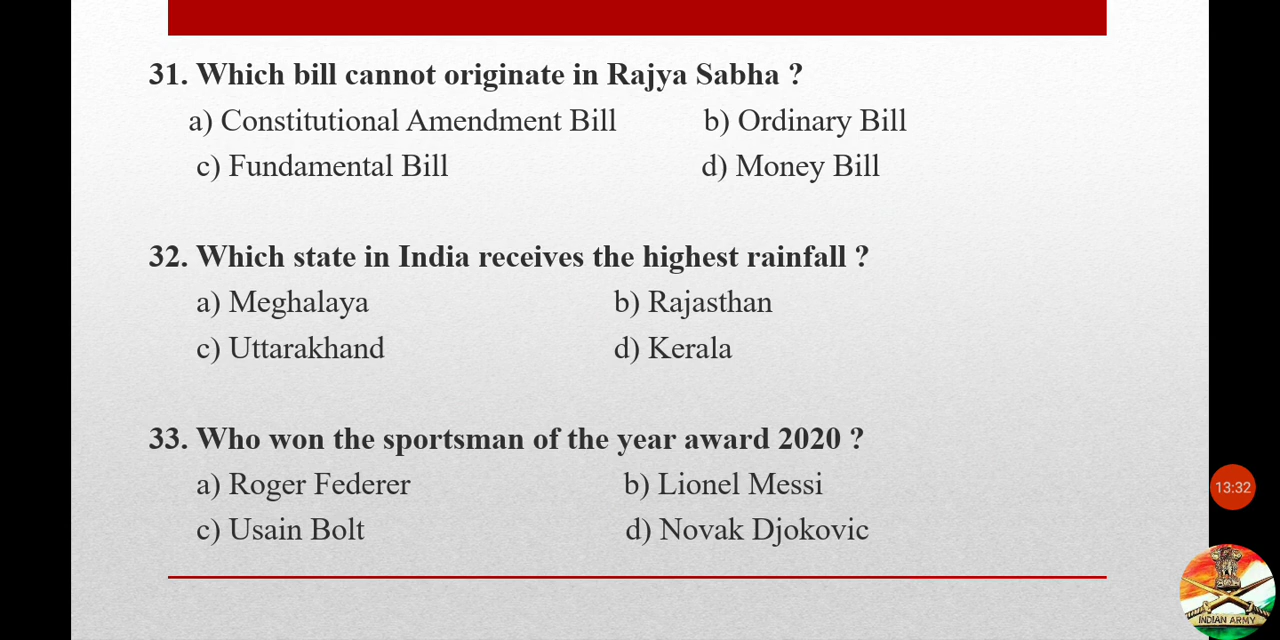 31. Which bill cannot originate in Rajya Sabha ?
a) Constitutional Amendment Bill b) Ordinary Bill
c) Fundamental Bill d) Money Bill
32. Which state in India receives the highest rainfall ?
a) Meghalaya b) Rajasthan
c) Uttarakhand d) Kerala
33. Who won the sportsman of the year award 2020 ?
a) Roger Federer b) Lionel Messi
13:32
c) Usain Bolt d) Novak Djokovic
INDIAN ARMY